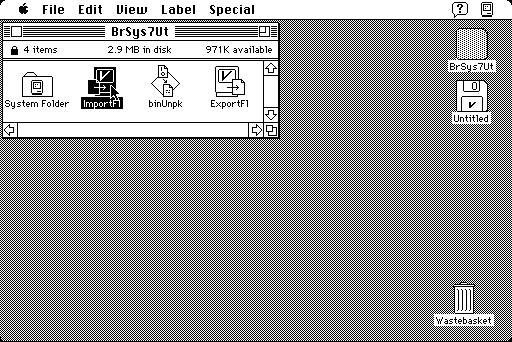 File Edit View Label Special
BrSys7Ut
4 items 2.9 MB in disk 971K available
System Folder ImportFl binUnpk ExportFl
BrSys7Ut
Untitled
Wastebasket